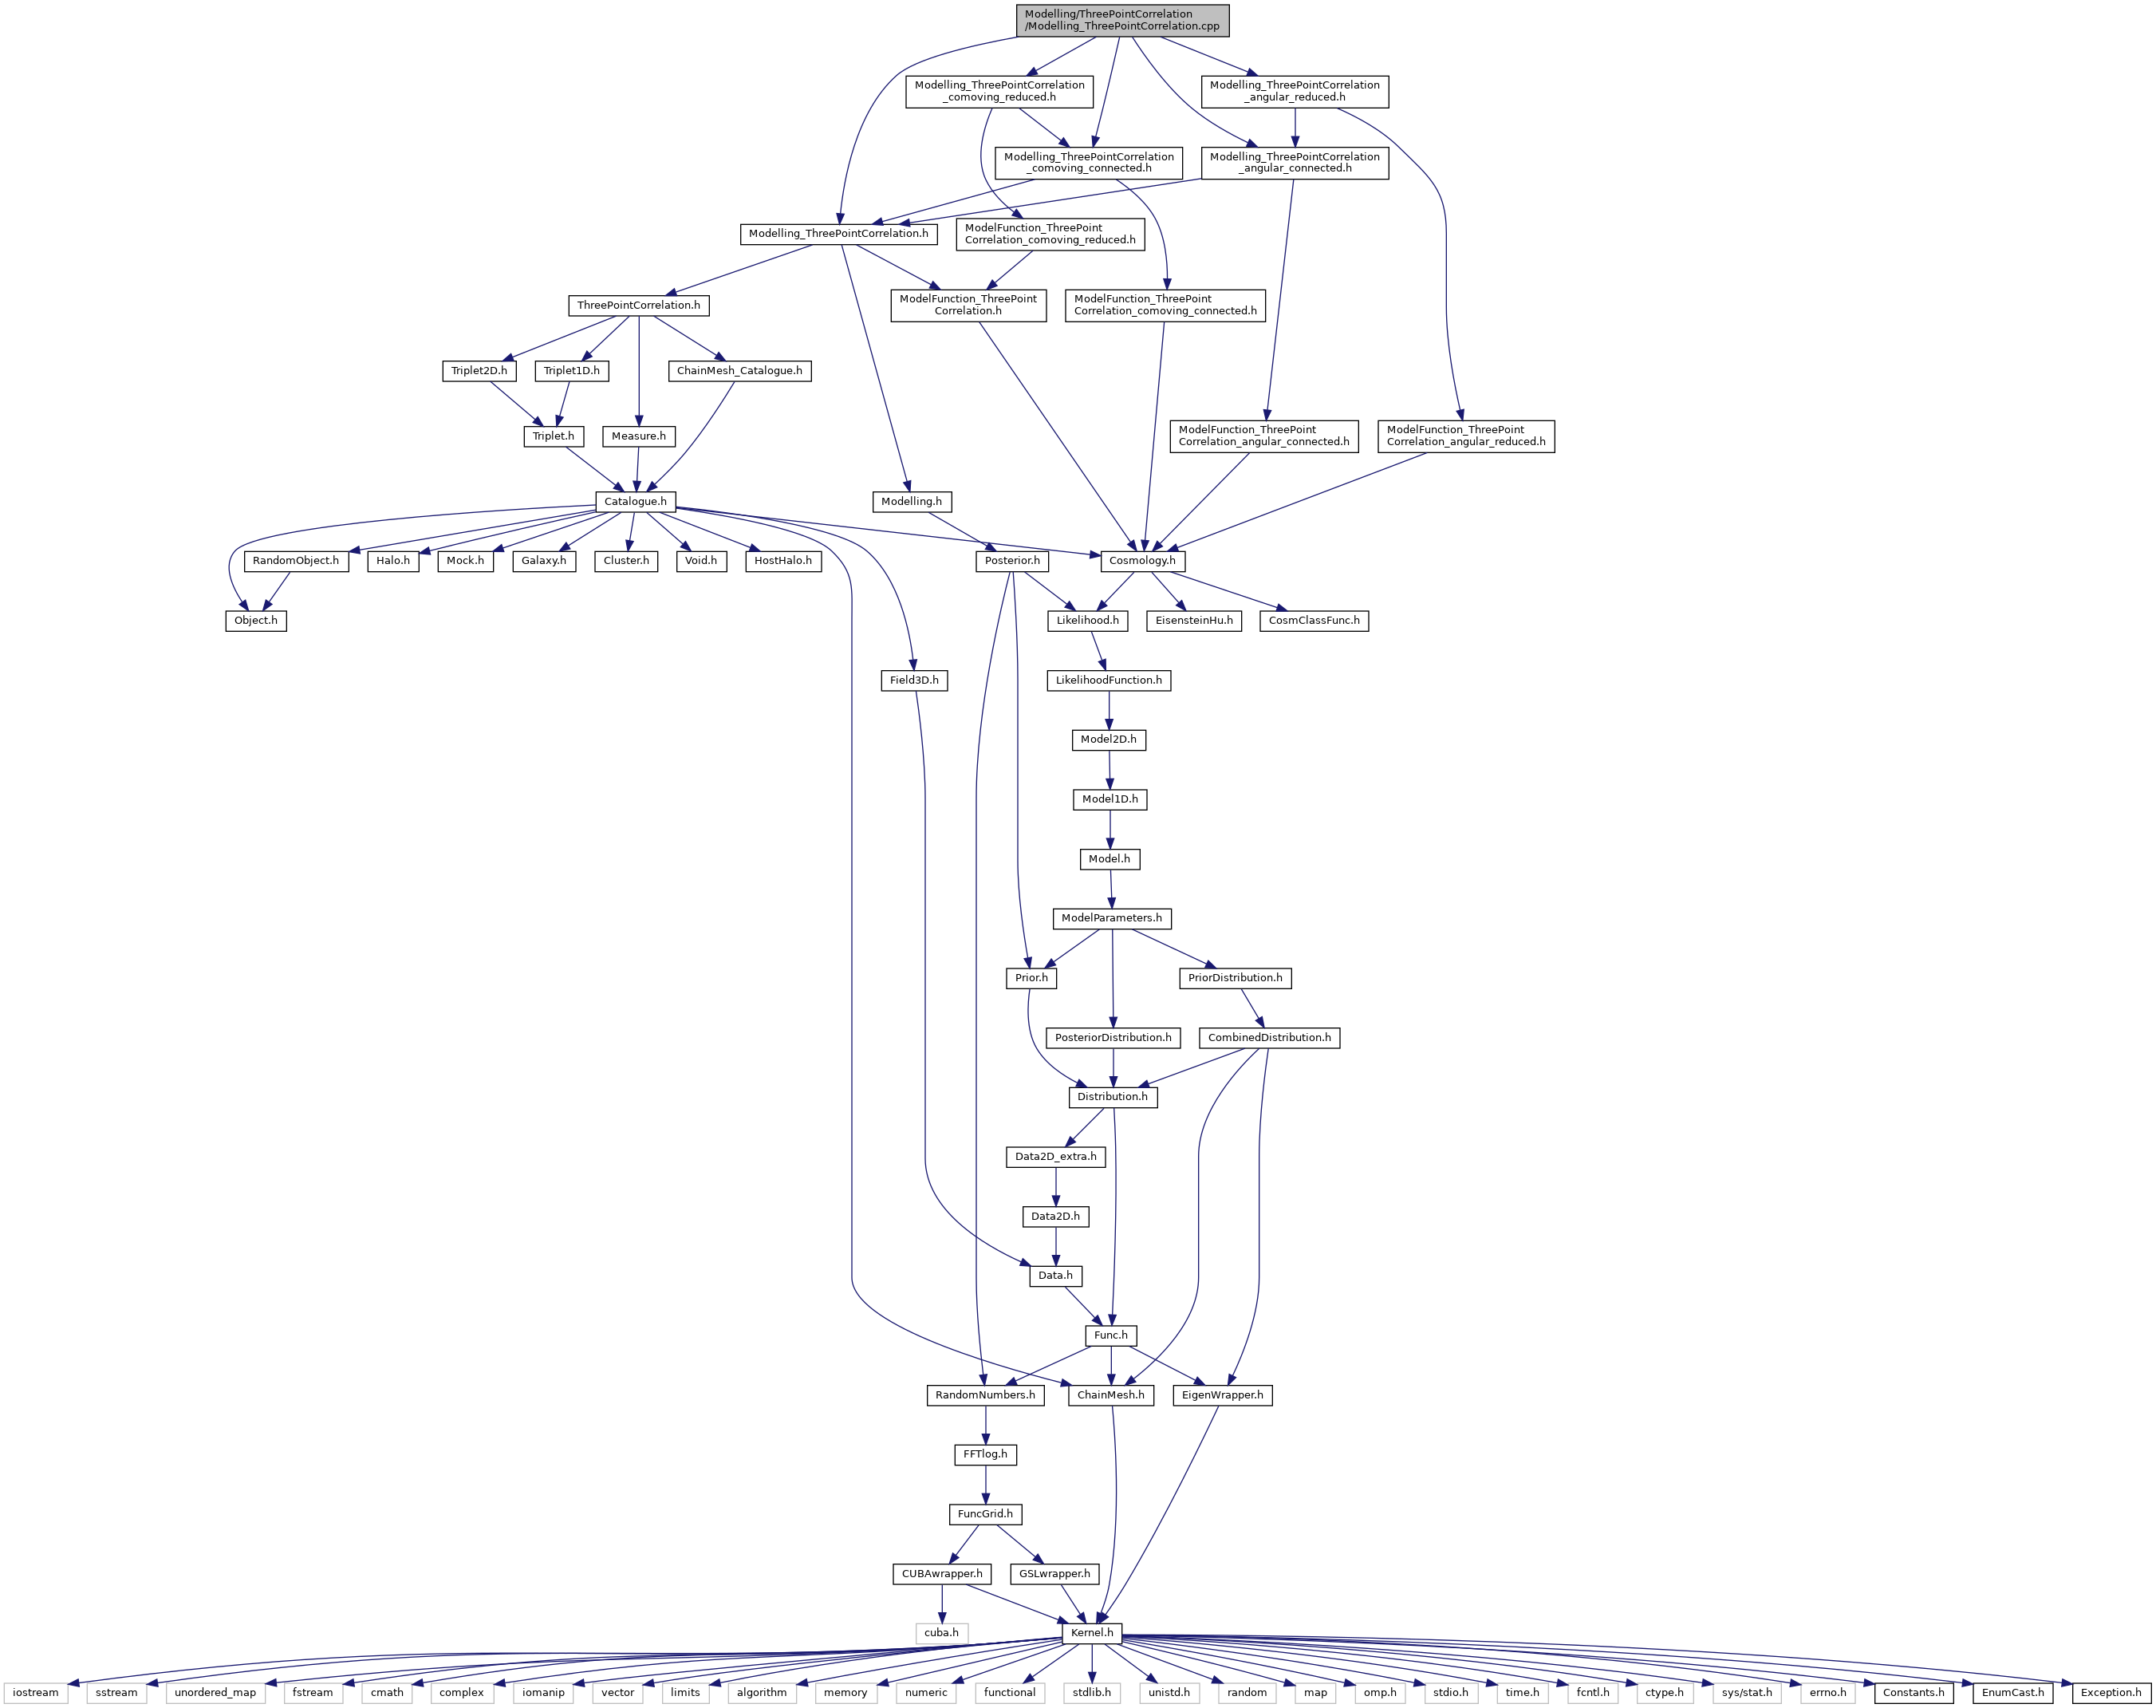 Modelling/ThreePointCorrelation
/Modelling_ThreePointCorrelation.cpp
Modelling_ThreePointCorrelation
_comoving_reduced.h
Modelling_ThreePointCorrelation
_angular_reduced.h
Modelling_ThreePointCorrelation
_comoving_connected.h
Modelling_ThreePointCorrelation
_angular_connected.h
Modelling_ThreePointCorrelation.h
ModelFunction_ThreePoint
Correlation_comoving_reduced.h
ThreePointCorrelation.h
ModelFunction_ThreePoint
Correlation.h
ModelFunction_ThreePoint
Correlation_comoving_connected.h
Triplet2D.h
Triplet1D.h
ChainMesh_Catalogue.h
Triplet.h
Measure.h
ModelFunction_ThreePoint
Correlation_angular_connected.h
ModelFunction_ThreePoint
Correlation_angular_reduced.h
Catalogue.h
Modelling.h
RandomObject.h
Halo.h
Mock.h
Galaxy.h
Cluster.h
Void.h
HostHalo.h
Posterior.h
Cosmology.h
Object.h
Likelihood.h
EisensteinHu.h
CosmClassFunc.h
Field3D.h
LikelihoodFunction.h
Model2D.h
Model1D.h
Model.h
ModelParameters.h
Prior.h
PriorDistribution.h
PosteriorDistribution.h
CombinedDistribution.h
Distribution.h
Data2D_extra.h
Data2D.h
Data.h
Func.h
RandomNumbers.h
ChainMesh.h
EigenWrapper.h
FFTlog.h
FuncGrid.h
CUBAwrapper.h
GSLwrapper.h
cuba.h
Kernel.h
iostream
sstream
unordered_map
fstream
cmath
complex
iomanip
vector
limits
algorithm
memory
numeric
functional
stdlib.h
unistd.h
random
map
omp.h
stdio.h
time.h
fcntl.h
ctype.h
sys/stat.h
errno.h
Constants.h
EnumCast.h
Exception.h